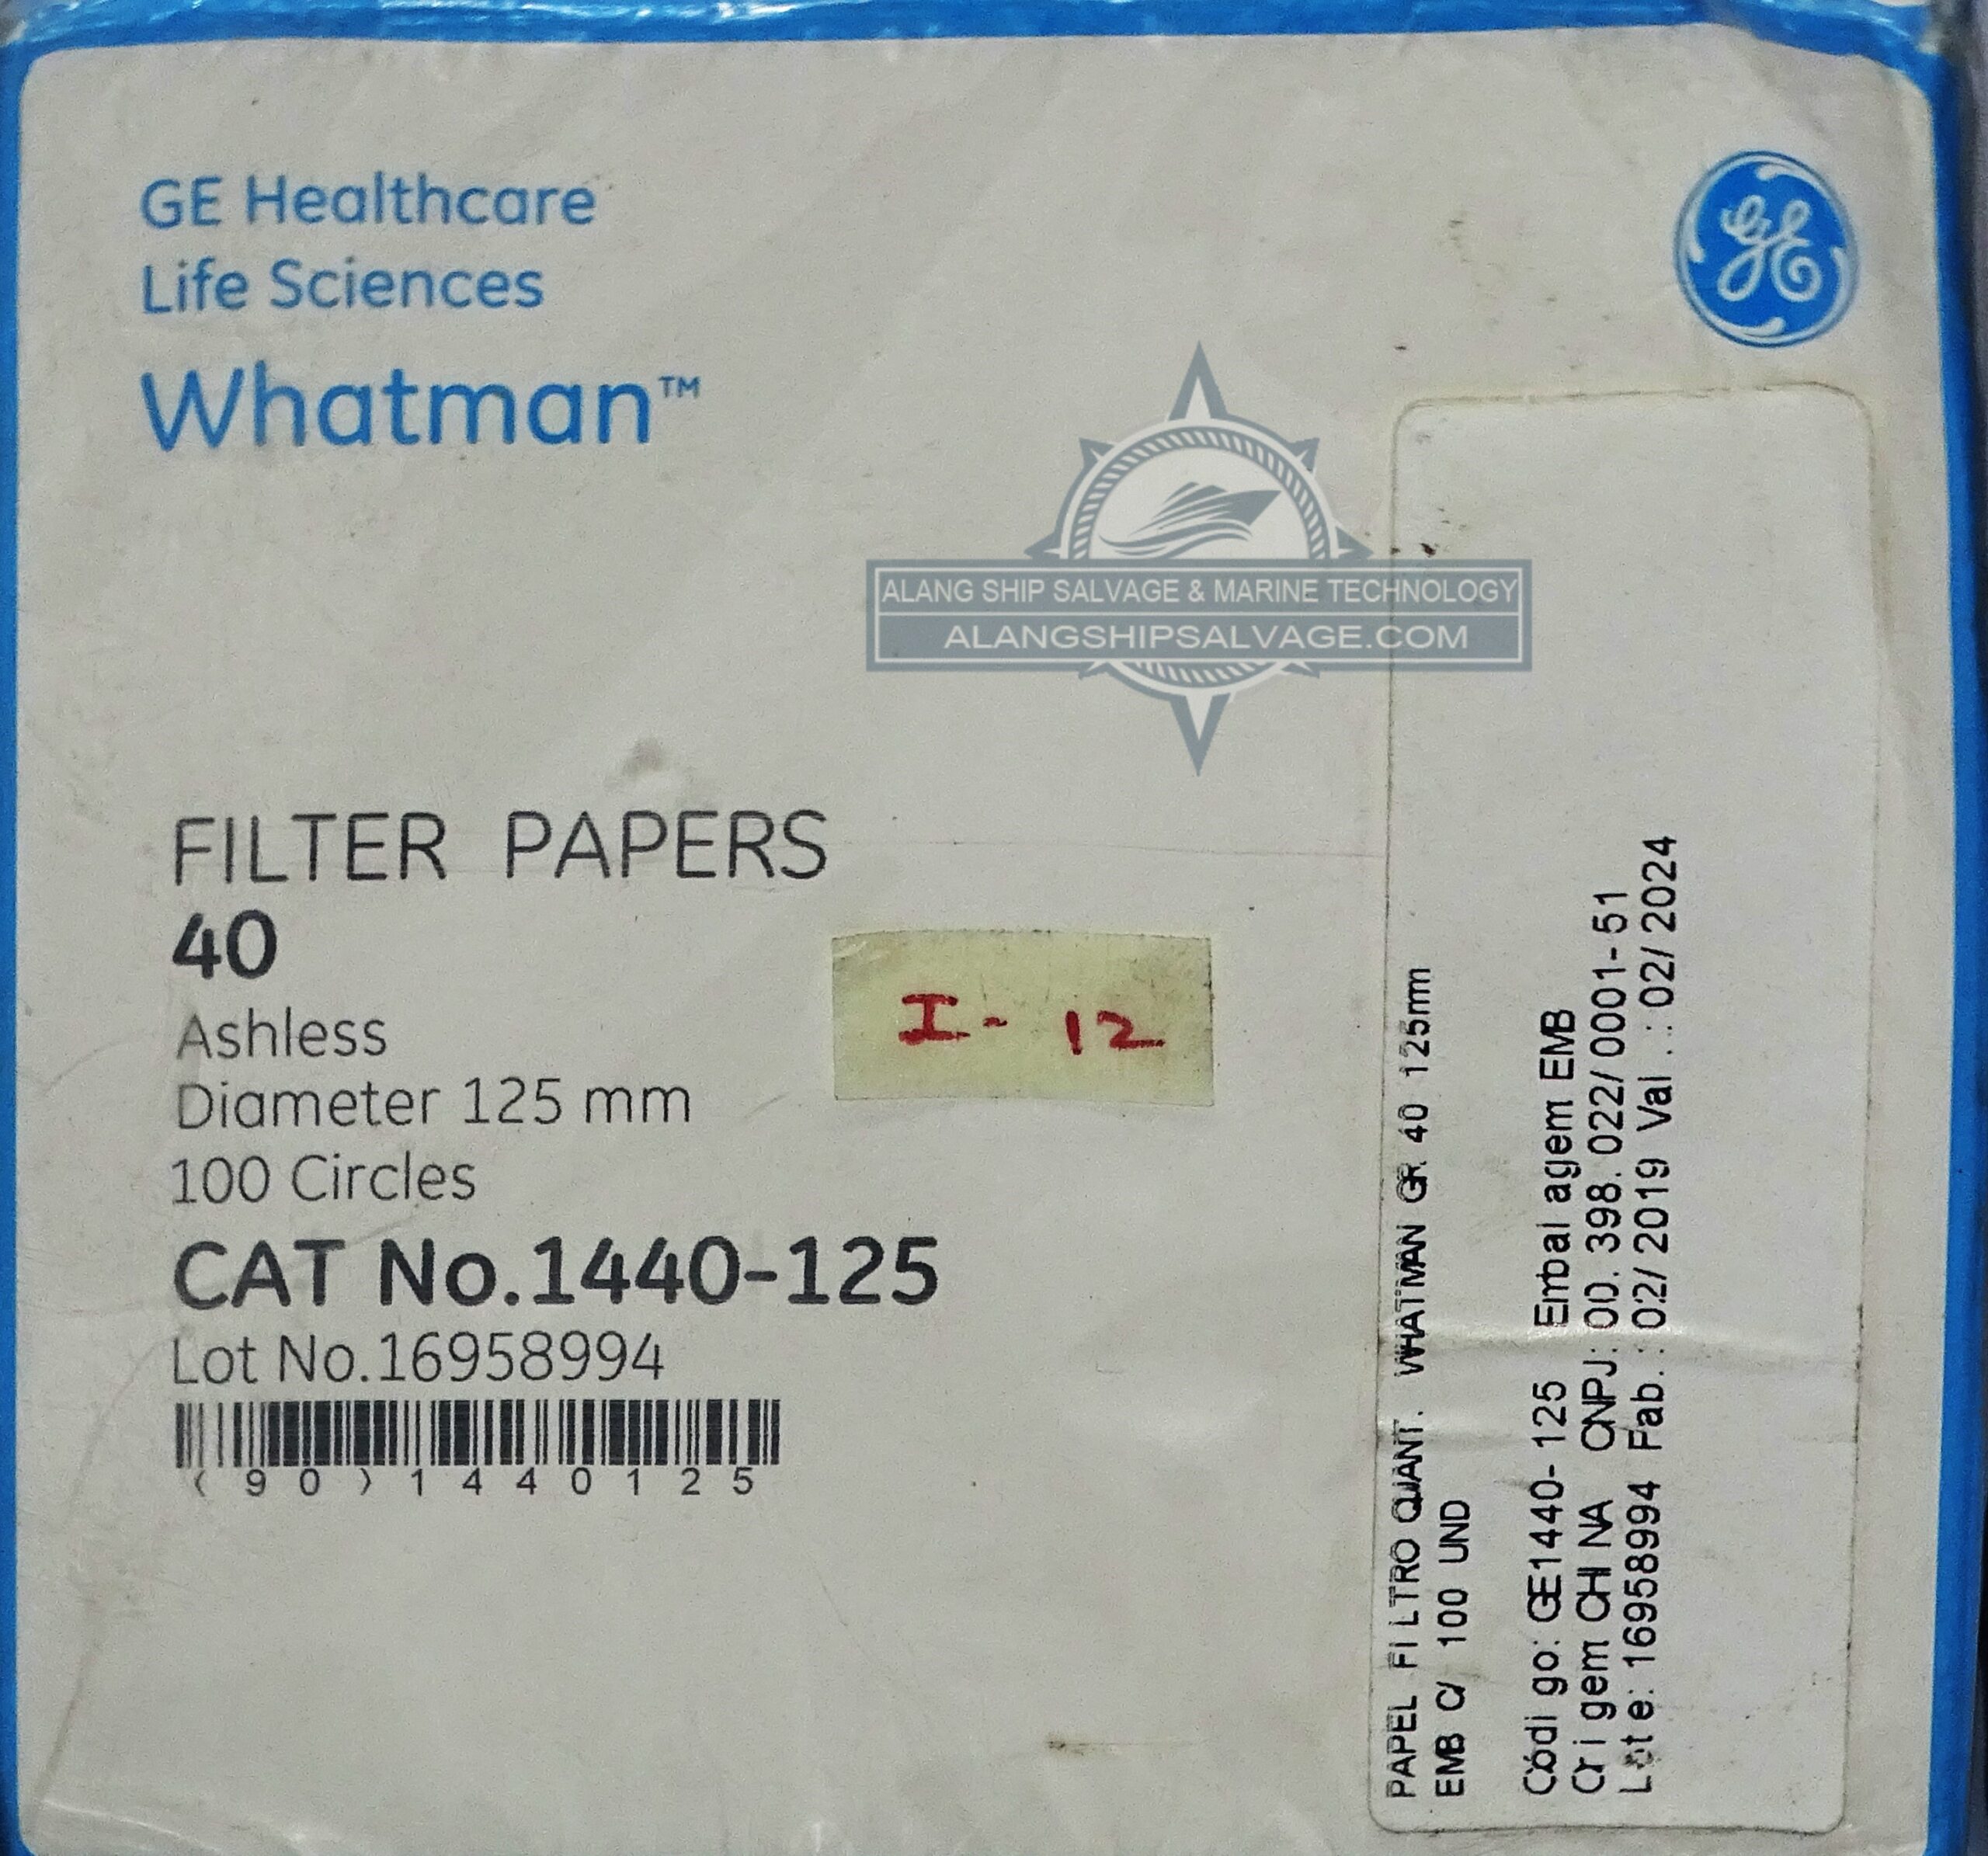 GE Healthcare
Life Sciences
Whatman™
GE
ALANG SHIP SALVAGE & MARINE TECHNOLOGY
ALANGSHIPSALVAGE.COM
FILTER PAPERS
40
Ashless
Diameter 125 mm
100 Circles
CAT No.1440-125
Lot No.16958994
(90)1440125
I- 12
PAPEL FILTRO QUANT. WHATMAN GR. 40 125mm
EMB C/ 100 UND
Código: GE1440-125 Embalagem EMB
Origem CHINA CNPJ: 00.398.022/0001-51
Lote: 16958994 Fab.: 02/2019 Val.: 02/2024